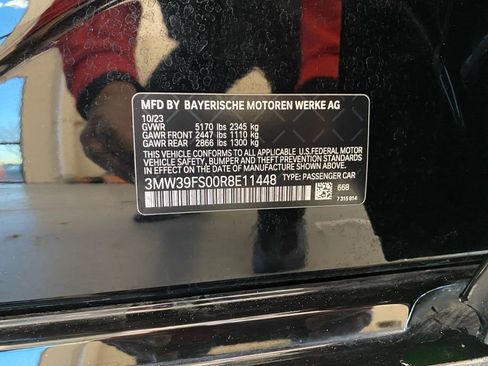 MFD BY BAYERISCHE MOTOREN WERKE AG
10/23
GVWR 5170 lbs 2345 kg
GAWR FRONT 2447 lbs 1110 kg
GAWR REAR 2866 lbs 1300 kg
THIS VEHICLE CONFORMS TO ALL APPLICABLE U.S.FEDERAL MOTOR
VEHICLE SAFETY, BUMPER AND THEFT PREVENTION STANDARDS
IN EFFECT ON THE DATE OF MANUFACTURE SHOWN ABOVE.
3MW39FS00R8E11448 TYPE: PASSENGER CAR
668
7 315 014